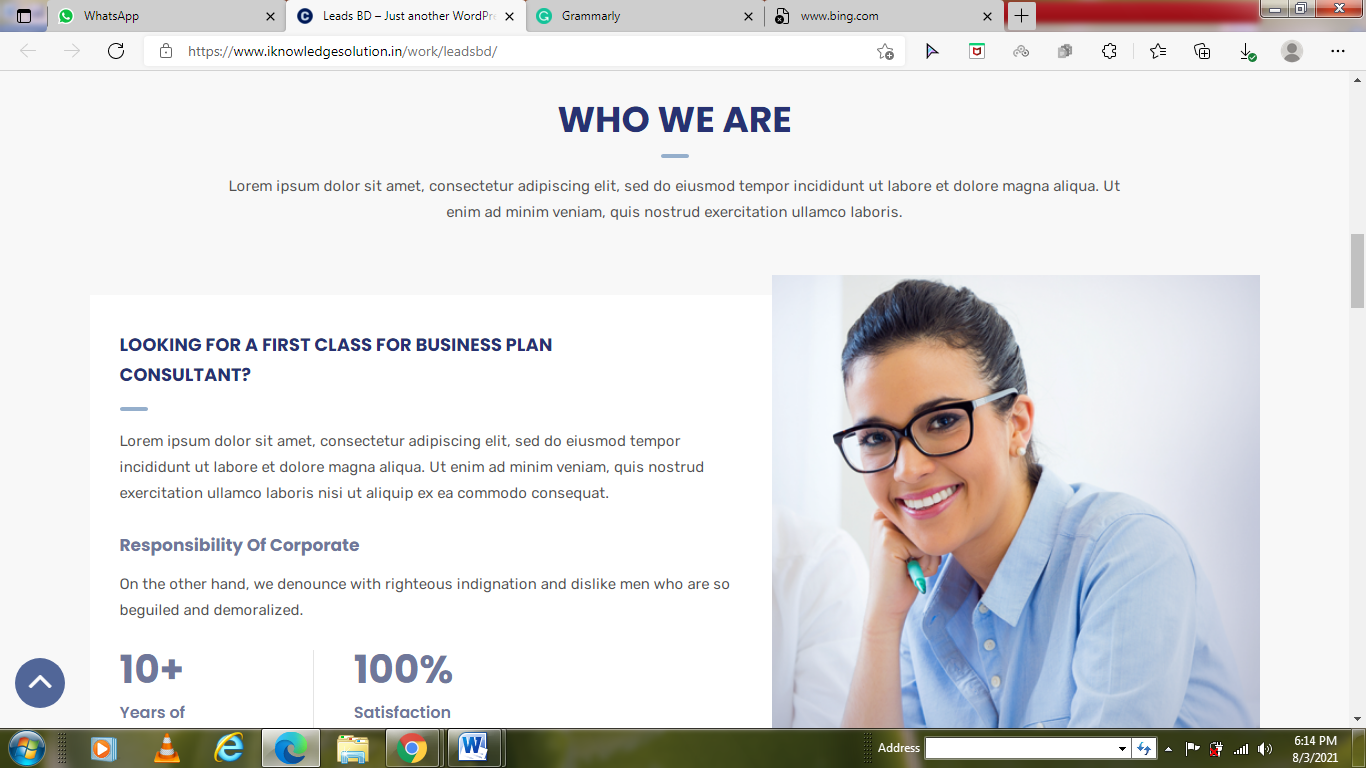 WhatsApp
Leads BD – Just another WordPre
Grammarly
www.bing.com
https://www.iknowledgesolution.in/work/leadsbd/
WHO WE ARE
Lorem ipsum dolor sit amet, consectetur adipiscing elit, sed do eiusmod tempor incididunt ut labore et dolore magna aliqua. Ut
enim ad minim veniam, quis nostrud exercitation ullamco laboris.
LOOKING FOR A FIRST CLASS FOR BUSINESS PLAN
CONSULTANT?
Lorem ipsum dolor sit amet, consectetur adipiscing elit, sed do eiusmod tempor
incididunt ut labore et dolore magna aliqua. Ut enim ad minim veniam, quis nostrud
exercitation ullamco laboris nisi ut aliquip ex ea commodo consequat.
Responsibility Of Corporate
On the other hand, we denounce with righteous indignation and dislike men who are so
beguiled and demoralized.
10+
Years of
100%
Satisfaction
Address
6:14 PM
8/3/2021